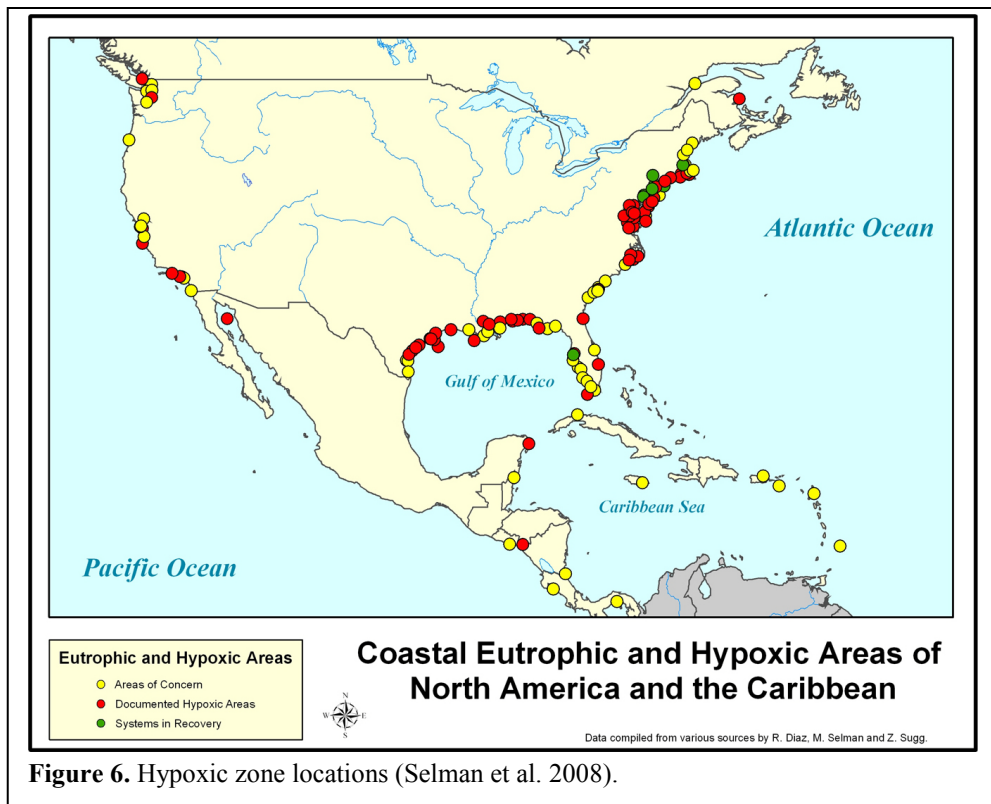 Atlantic Ocean
Gulf of Mexico
Caribbean Sea
Pacific Ocean
Eutrophic and Hypoxic Areas
Areas of Concern
Documented Hypoxic Areas
Systems in Recovery
N
W E
S
Coastal Eutrophic and Hypoxic Areas of
North America and the Caribbean
Data compiled from various sources by R. Diaz, M. Selman and Z. Sugg.
Figure 6. Hypoxic zone locations (Selman et al. 2008).